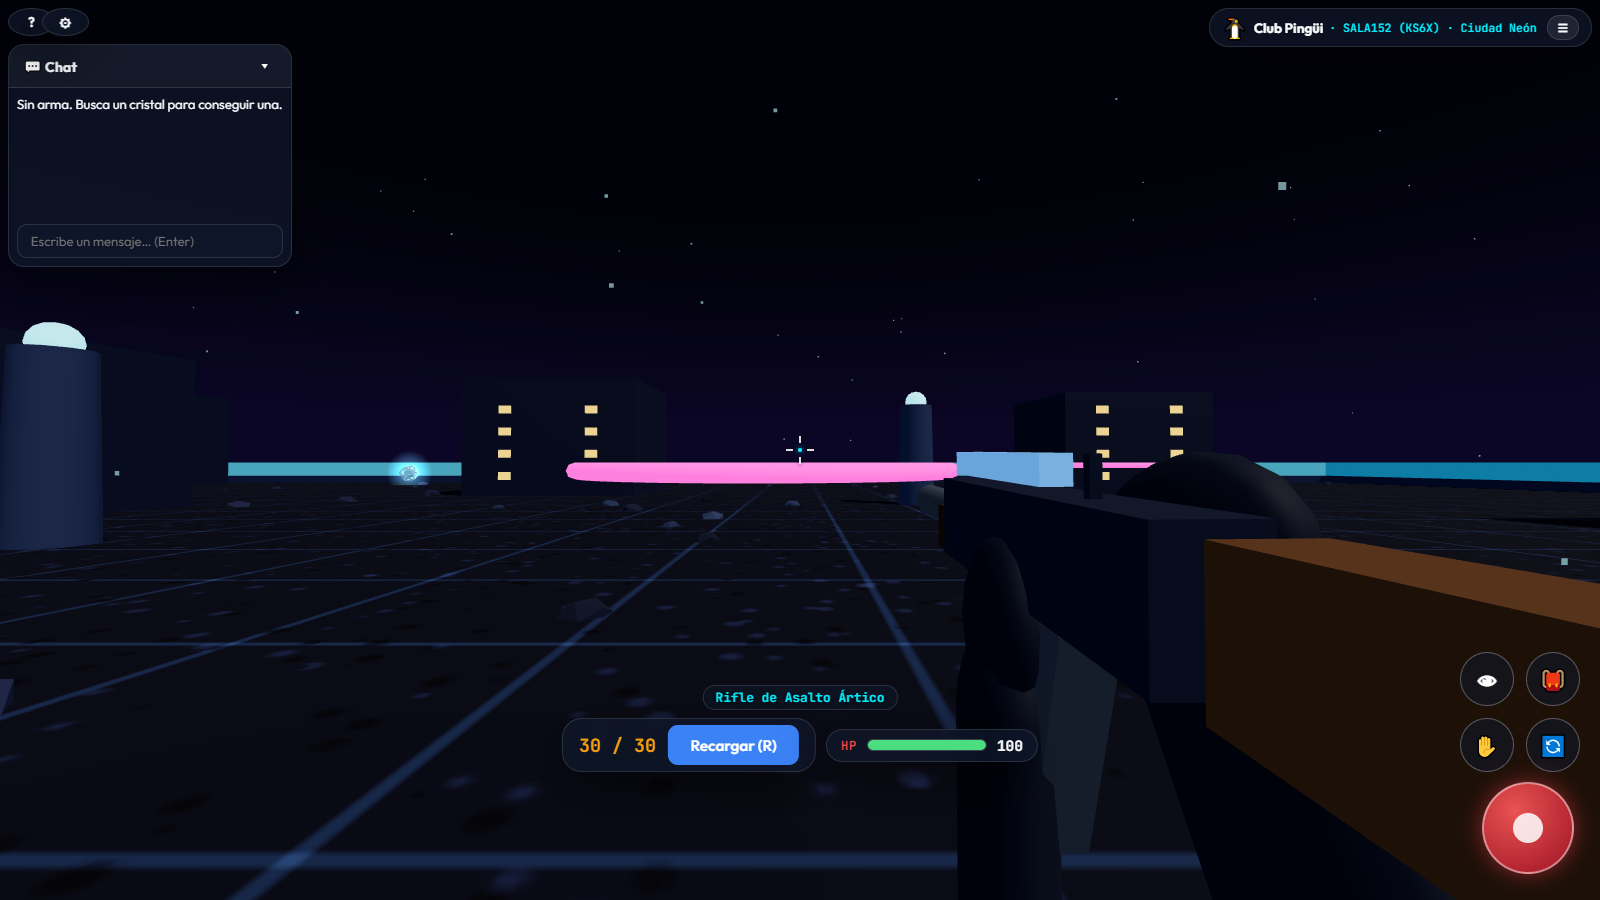 ?
Club Pingüi · SALA152 (KS6X) · Ciudad Neón
Chat
Sin arma. Busca un cristal para conseguir una.
Escribe un mensaje... (Enter)
Rifle de Asalto Ártico
30 / 30 Recargar (R) HP 100